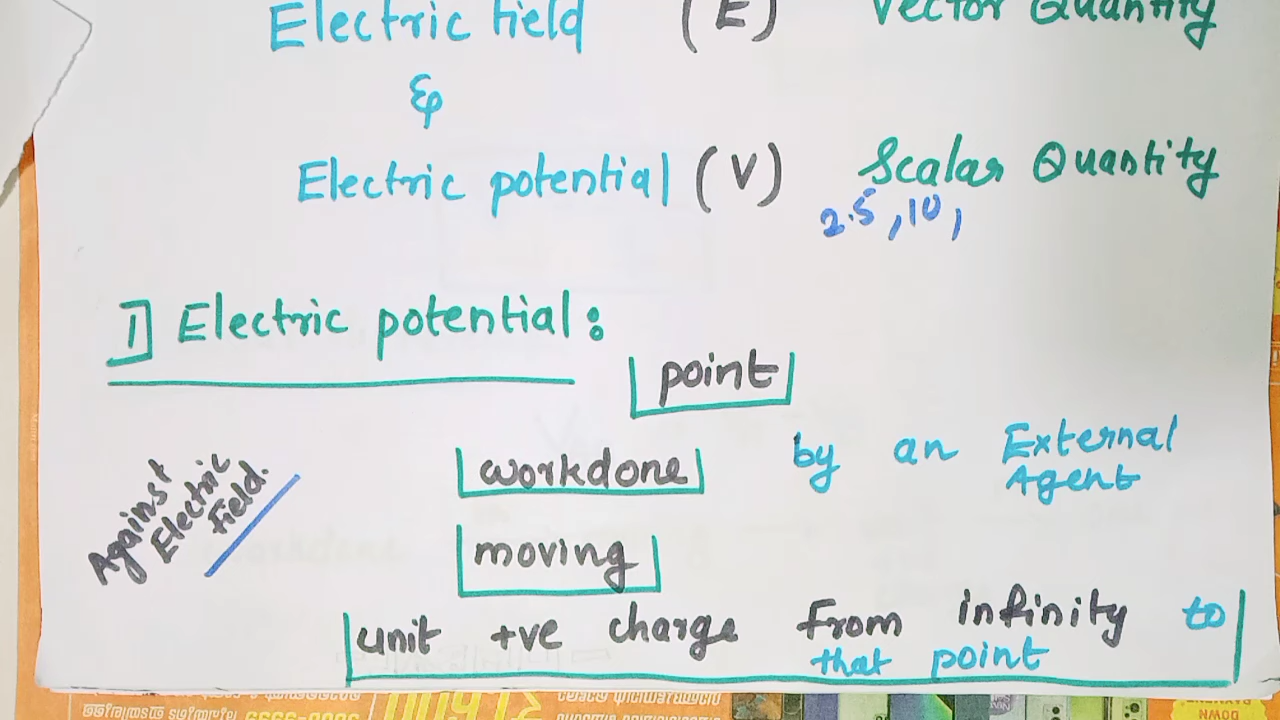 Electric field (E) Vector Quantity
&
Electric potential (V) Scalar Quantity
2.5, 10,
1] Electric potential:
point
workdone by an External Agent
moving
unit +ve charge from infinity to that point
Against Electric Field.